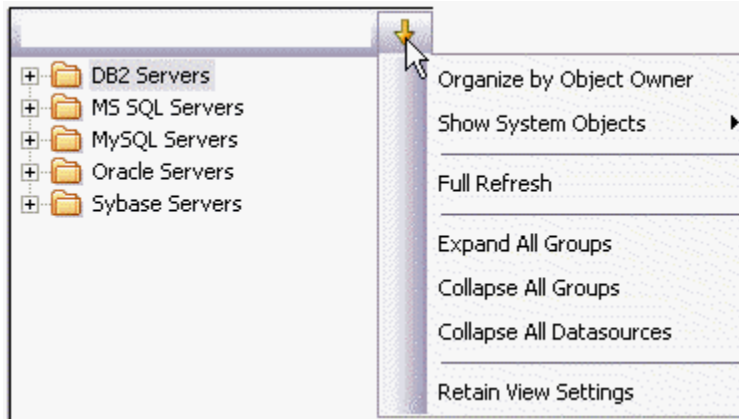 DB2 Servers
MS SQL Servers
MySQL Servers
Oracle Servers
Sybase Servers
Organize by Object Owner
Show System Objects
Full Refresh
Expand All Groups
Collapse All Groups
Collapse All Datasources
Retain View Settings